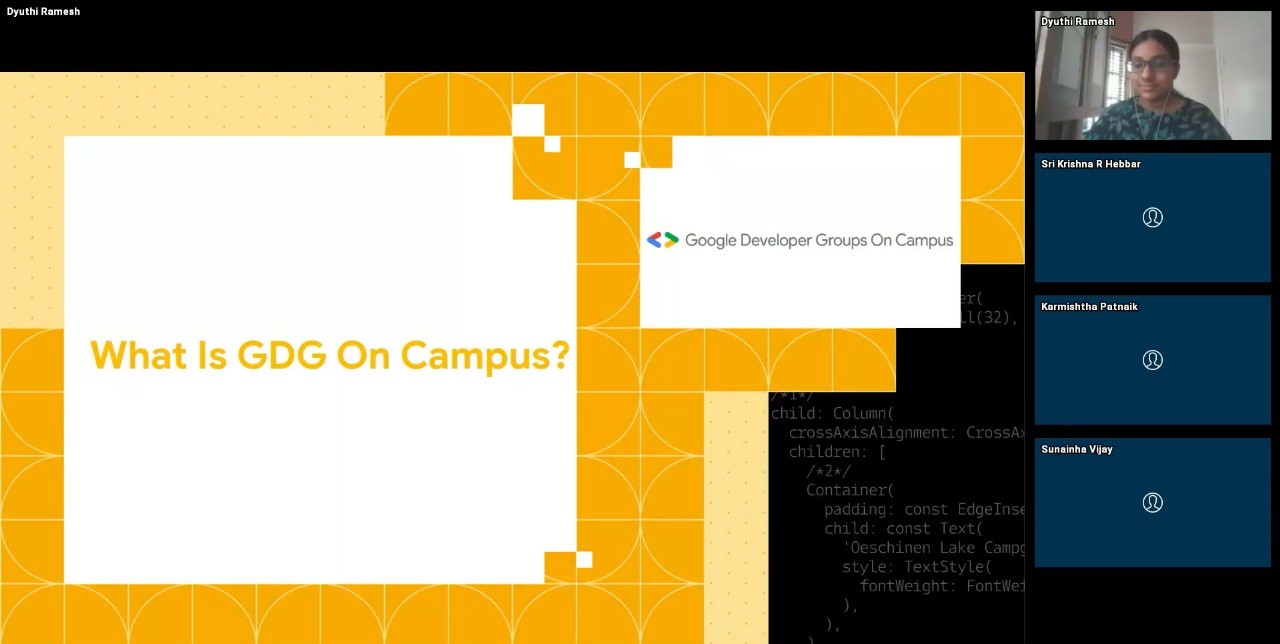 Dyuthi Ramesh
What Is GDG On Campus?
Google Developer Groups On Campus
er(
ll(32),
/*1*/
child: Column(
crossAxisAlignment: CrossAx
children: [
/*2*/
Container(
padding: const EdgeInse
child: const Text(
'Oeschinen Lake Campg
style: TextStyle(
fontWeight: FontWei
),
),
Dyuthi Ramesh
Sri Krishna R Hebbar
Karmishtha Patnaik
Sunainha Vijay